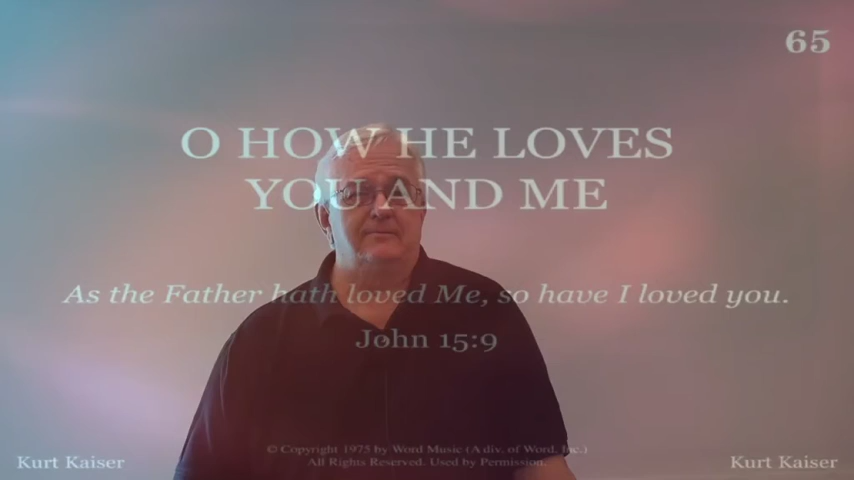 65
O HOW HE LOVES
YOU AND ME
As the Father hath loved Me, so have I loved you.
John 15:9
© Copyright 1975 by Word Music (A div. of Word, Inc.)
All Rights Reserved. Used by Permission.
Kurt Kaiser
Kurt Kaiser